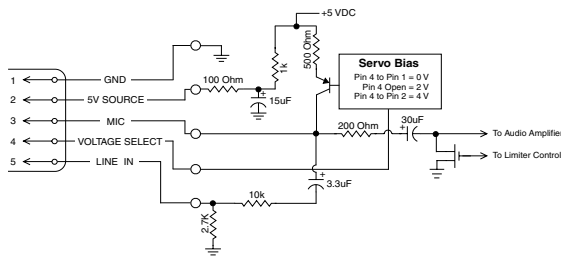 +5 VDC
500 Ohm
1k
Servo Bias
Pin 4 to Pin 1 = 0 V
Pin 4 Open = 2 V
Pin 4 to Pin 2 = 4 V
1 GND
100 Ohm
2 5V SOURCE
+
15uF
3 MIC
200 Ohm
+
30uF
To Audio Amplifier
4 VOLTAGE SELECT
To Limiter Control
5 LINE IN
+
3.3uF
10k
2.7K